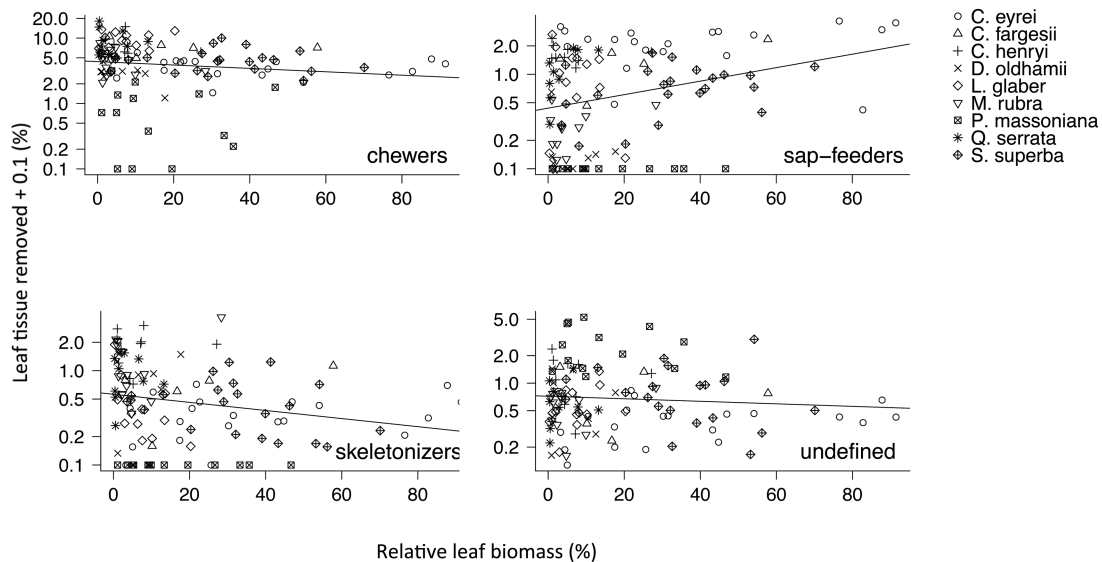 Leaf tissue removed + 0.1 (%)
20.0
10.0
5.0
2.0
1.0
0.5
0.2
0.1
0 20 40 60 80
chewers
2.0
1.0
0.5
0.2
0.1
0 20 40 60 80
sap−feeders
C. eyrei
C. fargesii
C. henryi
D. oldhamii
L. glaber
M. rubra
P. massoniana
Q. serrata
S. superba
2.0
1.0
0.5
0.2
0.1
0 20 40 60 80
skeletonizers
5.0
2.0
1.0
0.5
0.2
0 20 40 60 80
undefined
Relative leaf biomass (%)